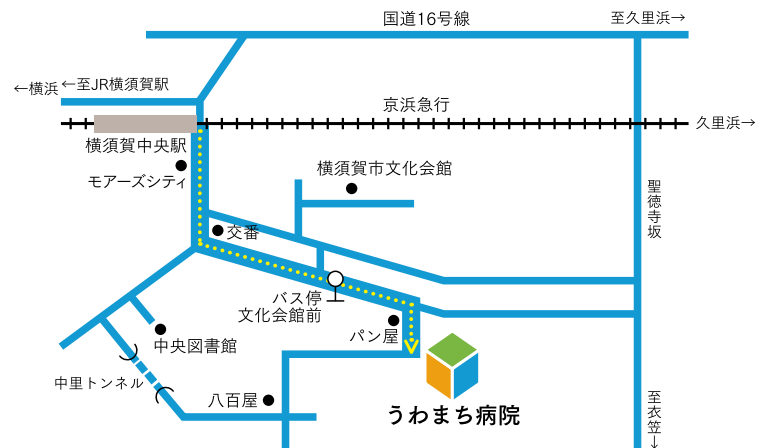 国道16号線
至久里浜→
←横浜
←至JR横須賀駅
京浜急行
久里浜→
横須賀中央駅
モアーズシティ
横須賀市文化会館
聖徳寺坂
交番
バス停
文化会館前
パン屋
中央図書館
中里トンネル
八百屋
うわまち病院
至衣笠→